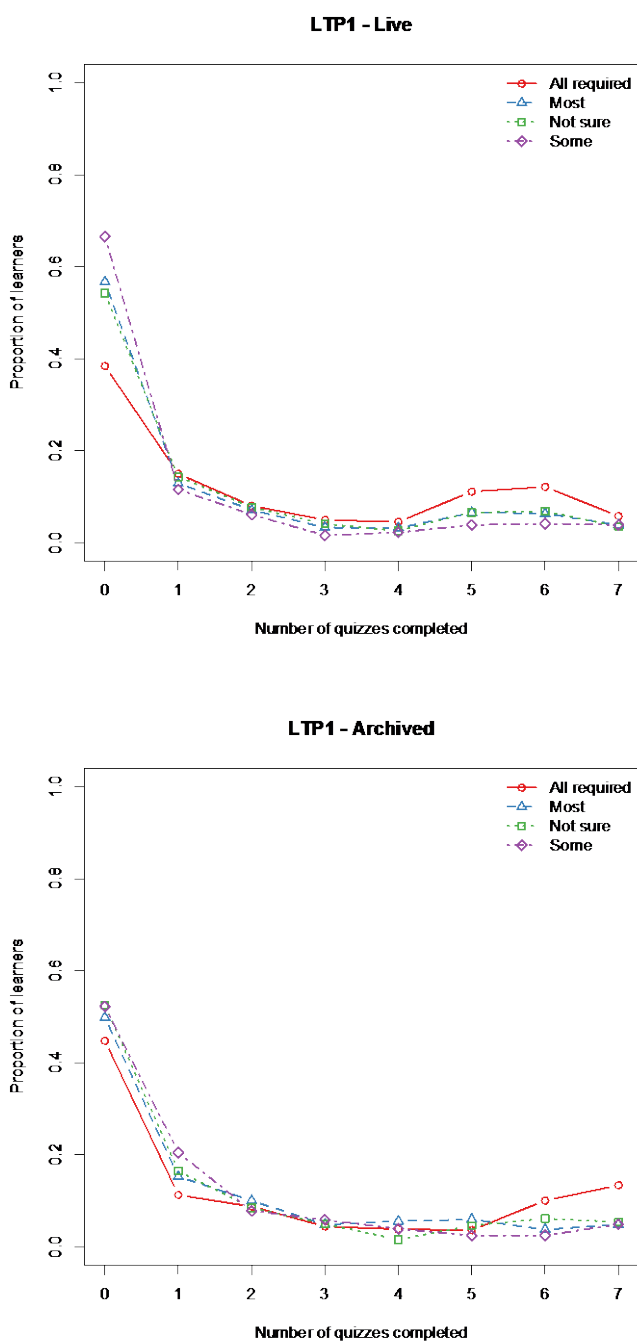 LTP1 - Live
All required
Most
Not sure
Some
1.0
0.8
0.6
0.4
0.2
0.0
Proportion of learners
0 1 2 3 4 5 6 7
Number of quizzes completed
LTP1 - Archived
All required
Most
Not sure
Some
1.0
0.8
0.6
0.4
0.2
0.0
Proportion of learners
0 1 2 3 4 5 6 7
Number of quizzes completed